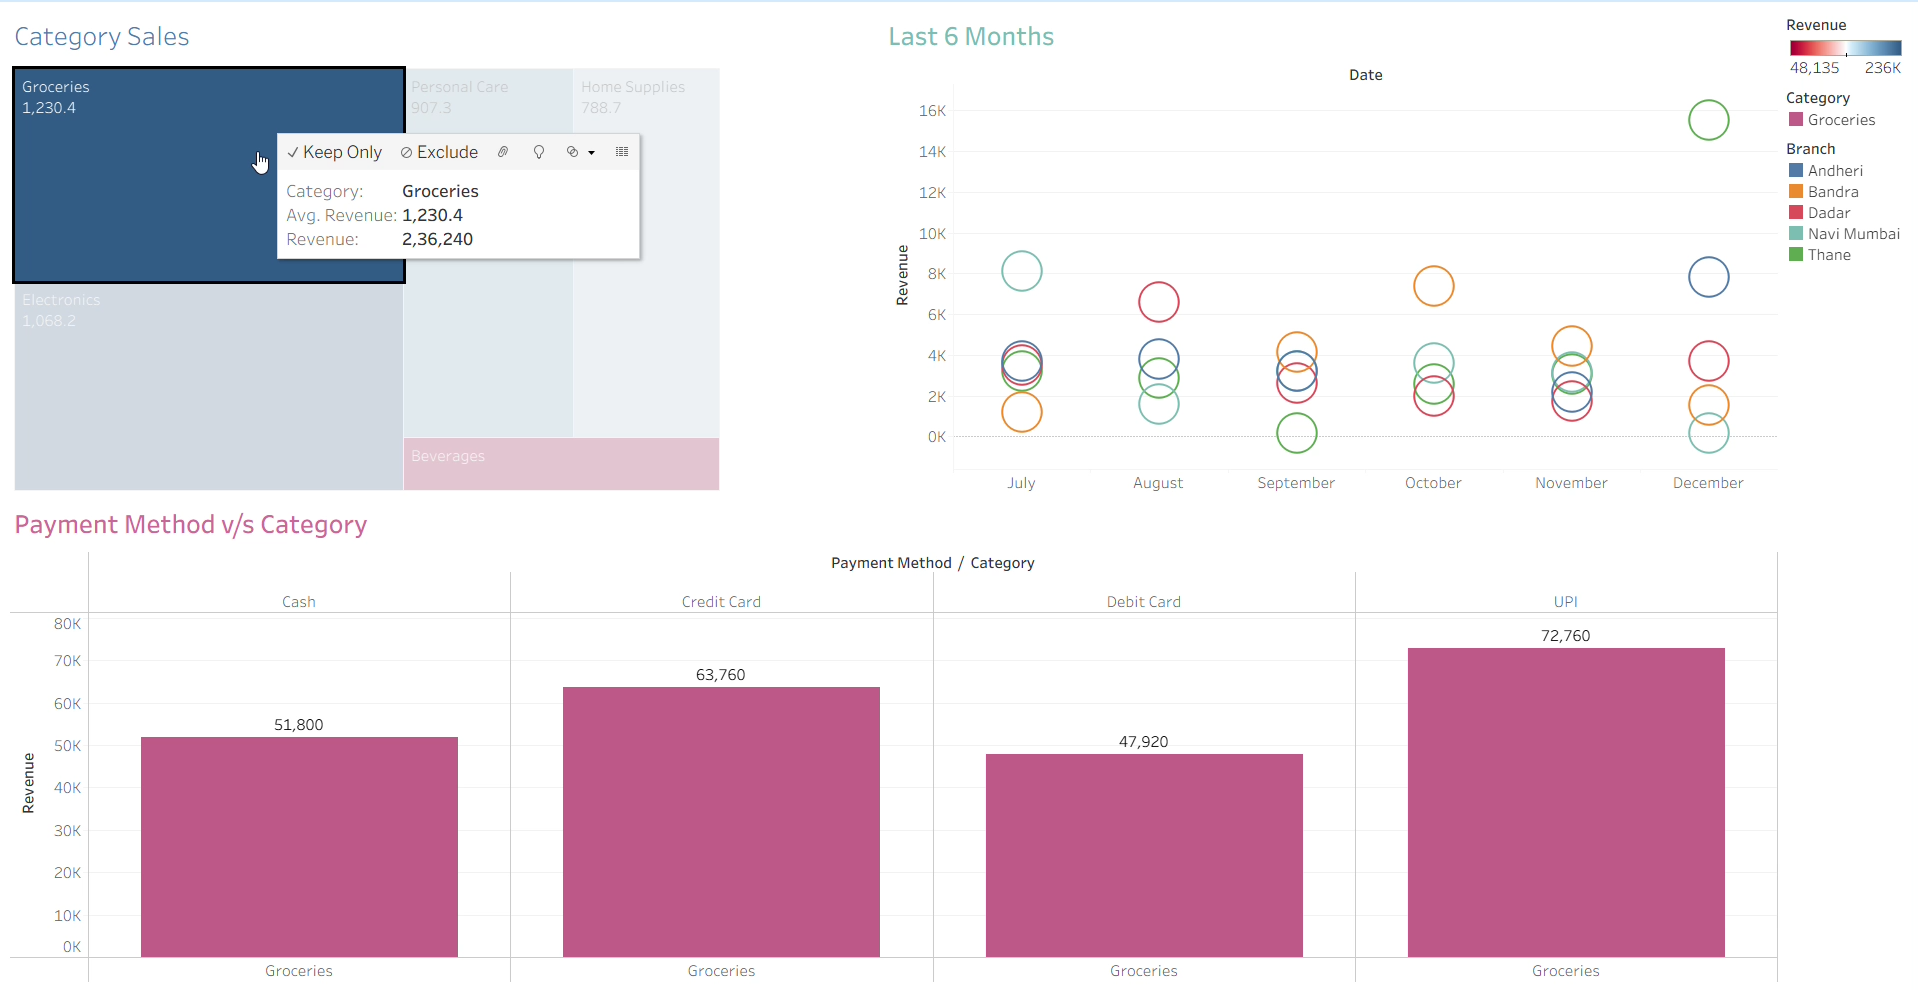 Category Sales
Groceries
1,230.4
Personal Care
907.3
Home Supplies
788.7
Keep Only
Exclude
Category: Groceries
Avg. Revenue: 1,230.4
Revenue: 2,36,240
Electronics
1,068.2
Beverages
Last 6 Months
Date
Revenue
16K
14K
12K
10K
8K
6K
4K
2K
0K
July August September October November December
Revenue
48,135 236K
Category
Groceries
Branch
Andheri
Bandra
Dadar
Navi Mumbai
Thane
Payment Method v/s Category
Payment Method / Category
Cash Credit Card Debit Card UPI
Revenue
80K
70K
60K
50K
40K
30K
20K
10K
0K
51,800
63,760
47,920
72,760
Groceries Groceries Groceries Groceries